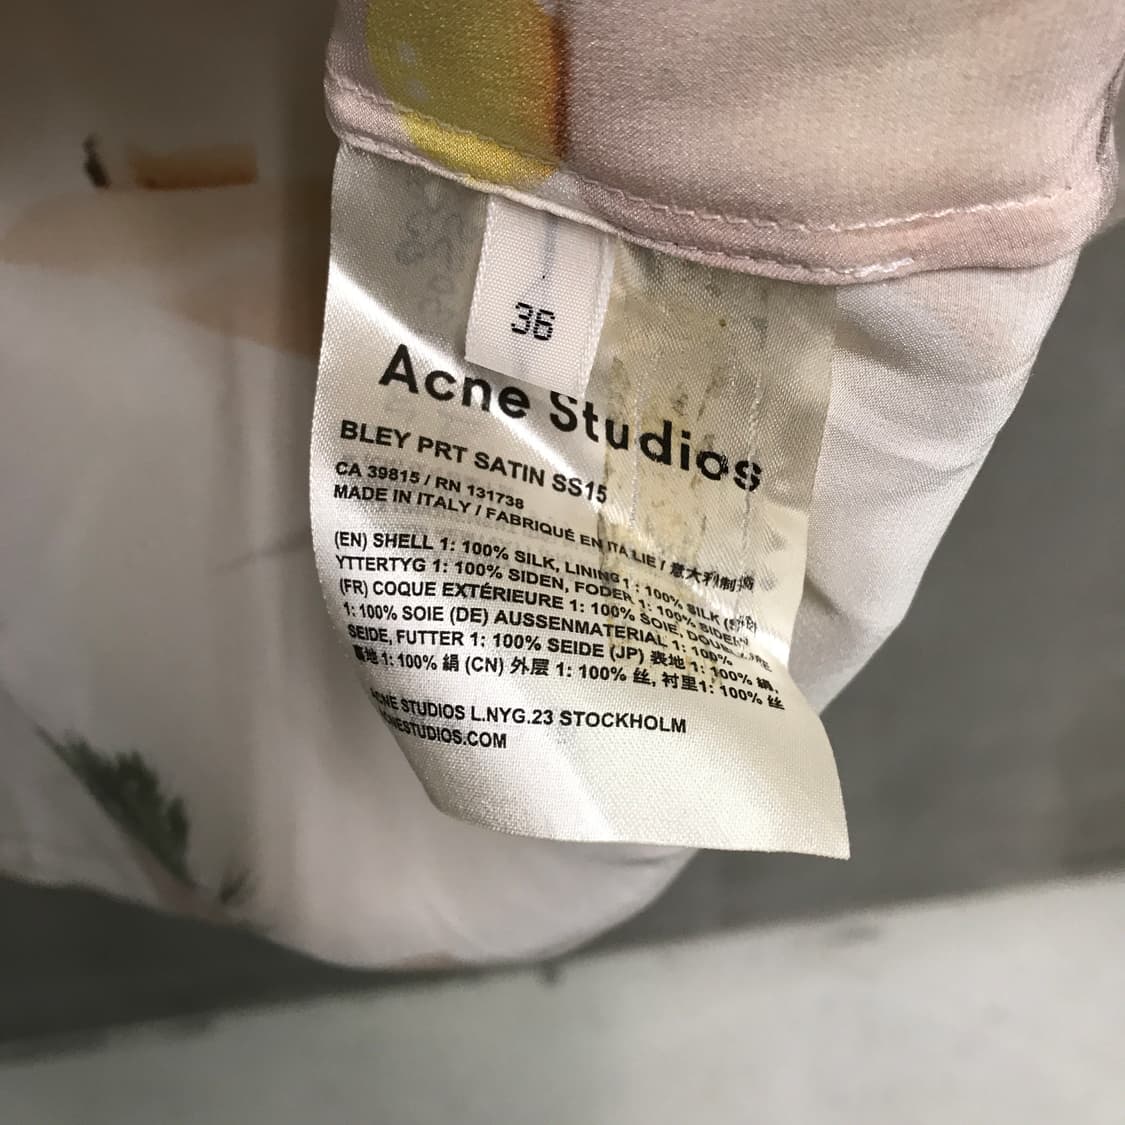 36
Acne Studios
BLEY PRT SATIN SS15
CA 39815 / RN 131738
MADE IN ITALY / FABRIQUÉ EN ITALIE / 意大利制
(EN) SHELL 1: 100% SILK, LINING 1: 100% SILK
YTTERTYG 1: 100% SIDEN, FODER 1: 100% SIDEN
(FR) COQUE EXTÉRIEURE 1: 100% SOIE,
1: 100% SOIE (DE) AUSSENMATERIAL 1: 100%
SEIDE, FUTTER 1: 100% SEIDE (JP) 表地 1: 100% 絹,
裏地 1: 100% 絹 (CN) 外层 1: 100% 丝, 衬里1: 100% 丝
ACNE STUDIOS L.NYG.23 STOCKHOLM
ACNESTUDIOS.COM